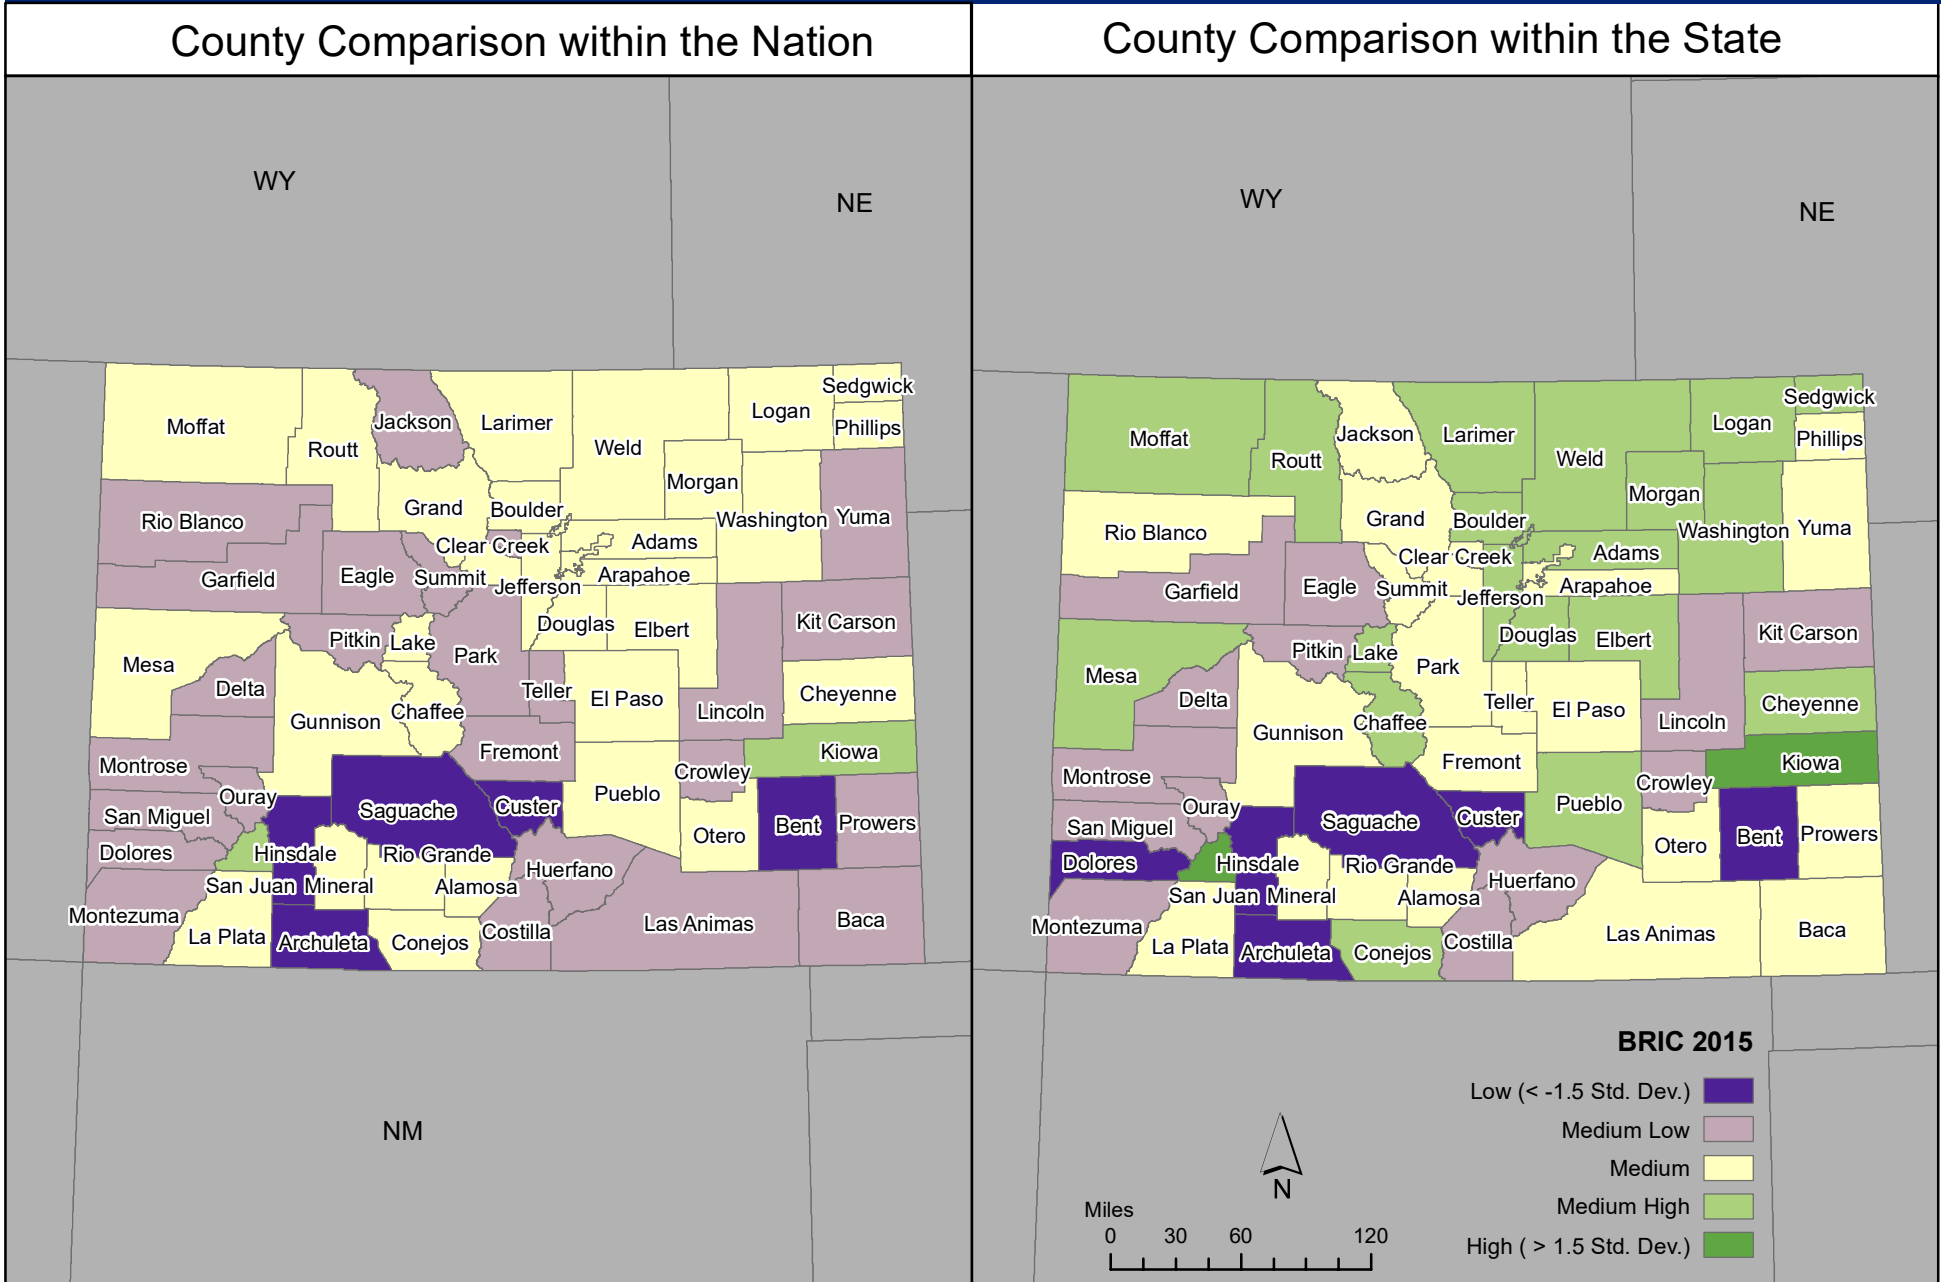 County Comparison within the Nation
WY
NE
Sedgwick
Logan
Moffat
Jackson
Larimer
Phillips
Routt
Weld
Morgan
Grand
Boulder
Rio Blanco
Washington
Yuma
Clear Creek
Adams
Garfield
Eagle
Summit
Arapahoe
Jefferson
Douglas
Elbert
Kit Carson
Pitkin
Lake
Park
Mesa
Delta
Teller
El Paso
Cheyenne
Gunnison
Chaffee
Lincoln
Fremont
Kiowa
Montrose
Crowley
Ouray
Pueblo
San Miguel
Saguache
Custer
Otero
Bent
Prowers
Dolores
Hinsdale
Rio Grande
Huerfano
San Juan
Mineral
Alamosa
Montezuma
La Plata
Archuleta
Conejos
Costilla
Las Animas
Baca
NM
County Comparison within the State
WY
NE
Sedgwick
Logan
Moffat
Jackson
Larimer
Phillips
Routt
Weld
Morgan
Grand
Boulder
Rio Blanco
Washington
Yuma
Clear Creek
Adams
Garfield
Eagle
Summit
Arapahoe
Jefferson
Douglas
Elbert
Kit Carson
Pitkin
Lake
Park
Mesa
Delta
Teller
El Paso
Cheyenne
Gunnison
Chaffee
Lincoln
Fremont
Kiowa
Montrose
Crowley
Ouray
Pueblo
San Miguel
Saguache
Custer
Otero
Bent
Prowers
Dolores
Hinsdale
Rio Grande
Huerfano
San Juan
Mineral
Alamosa
Montezuma
La Plata
Archuleta
Conejos
Costilla
Las Animas
Baca
BRIC 2015
Low (< -1.5 Std. Dev.)
Medium Low
Medium
Medium High
High ( > 1.5 Std. Dev.)
N
Miles
0 30 60 120